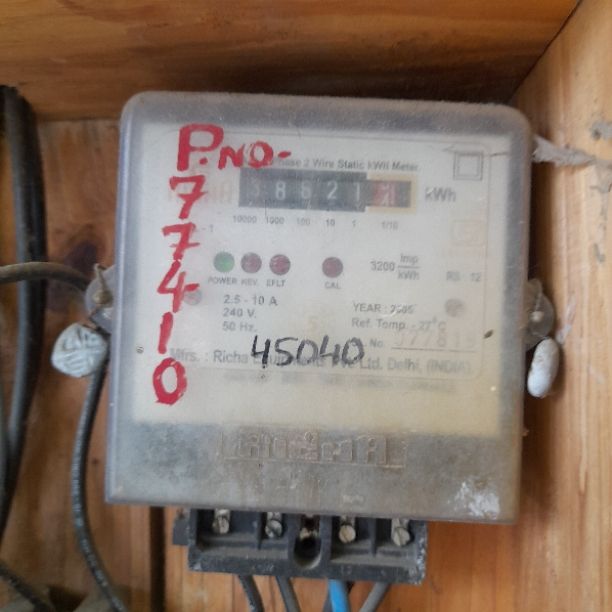 P.NO-
77410
2 Wire Static kWh Meter
38621
kWh
10000 1000 100 10 1 1/10
POWER REV. EFLT CAL
3200 Imp/kWh
2.5 - 10 A
240 V.
50 Hz.
YEAR : 2005
Ref. Temp. - 27°C
No.
45040
Mfrs. : Richa Ltd. Delhi, (INDIA)